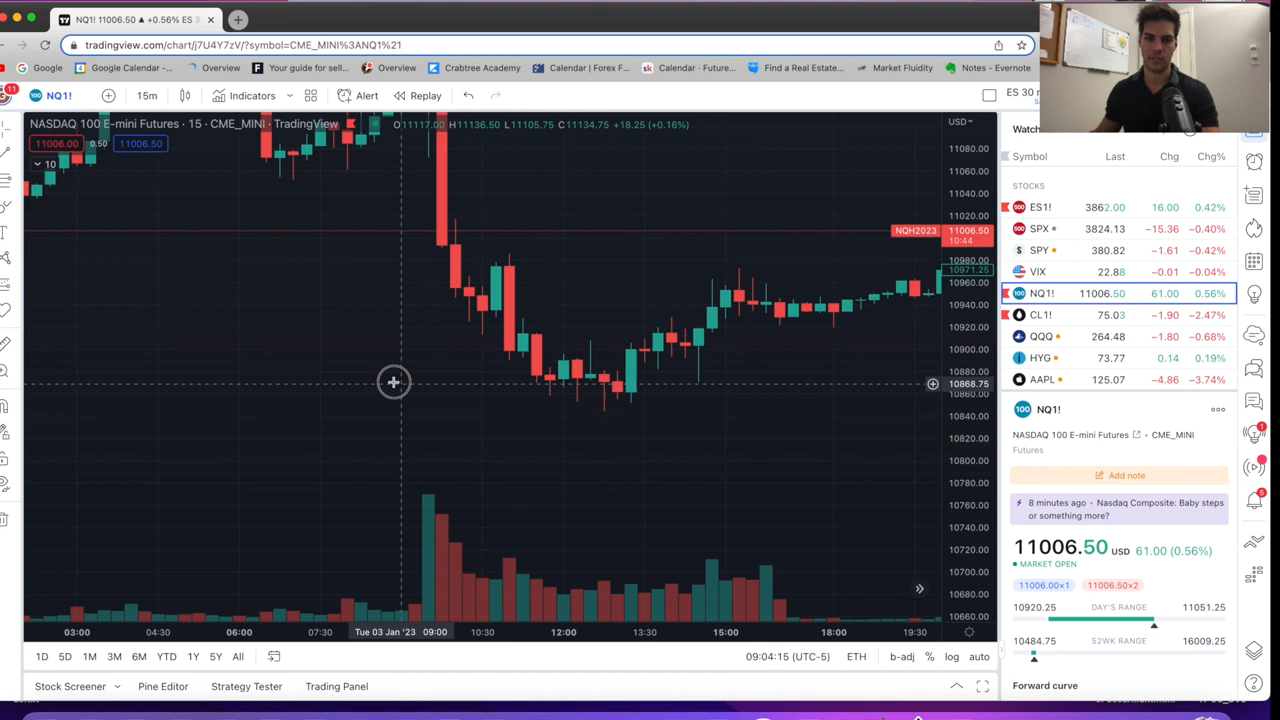 NQ1! 11006.50 ▲ +0.56% ES 3
tradingview.com/chart/j7U4Y7zV/?symbol=CME_MINI%3ANQ1%21
Google
Google Calendar -...
Overview
Your guide for sell...
Overview
Crabtree Academy
Calendar | Forex F...
Calendar · Future...
Find a Real Estate...
Market Fluidity
Notes - Evernote
11
NQ1!
15m
Indicators
Alert
Replay
ES 30
NASDAQ 100 E-mini Futures · 15 · CME_MINI · TradingView
O11117.00 H11136.50 L11105.75 C11134.75 +18.25 (+0.16%)
USD
11006.00
0.50
11006.50
10
11080.00
11060.00
11040.00
11020.00
NQH2023
11006.50
10:44
10980.00
10971.25
10960.00
10940.00
10920.00
10900.00
10880.00
10868.75
10860.00
10840.00
10820.00
10800.00
10780.00
10760.00
10740.00
10720.00
10700.00
10680.00
10660.00
03:00
04:30
06:00
07:30
Tue 03 Jan '23 09:00
10:30
12:00
13:30
15:00
18:00
19:30
1D 5D 1M 3M 6M YTD 1Y 5Y All
09:04:15 (UTC-5)
ETH
b-adj
%
log
auto
Stock Screener
Pine Editor
Strategy Tester
Trading Panel
Symbol Last Chg Chg%
STOCKS
ES1! 3862.00 16.00 0.42%
SPX 3824.13 −15.36 −0.40%
SPY 380.82 −1.61 −0.42%
VIX 22.88 −0.01 −0.04%
NQ1! 11006.50 61.00 0.56%
CL1! 75.03 −1.90 −2.47%
QQQ 264.48 −1.80 −0.68%
HYG 73.77 0.14 0.19%
AAPL 125.07 −4.86 −3.74%
100 NQ1!
NASDAQ 100 E-mini Futures · CME_MINI
Futures
Add note
8 minutes ago · Nasdaq Composite: Baby steps
or something more?
11006.50 USD 61.00 (0.56%)
MARKET OPEN
11006.00×1
11006.50×2
10920.25 DAY'S RANGE 11051.25
10484.75 52WK RANGE 16009.25
Forward curve
1
5